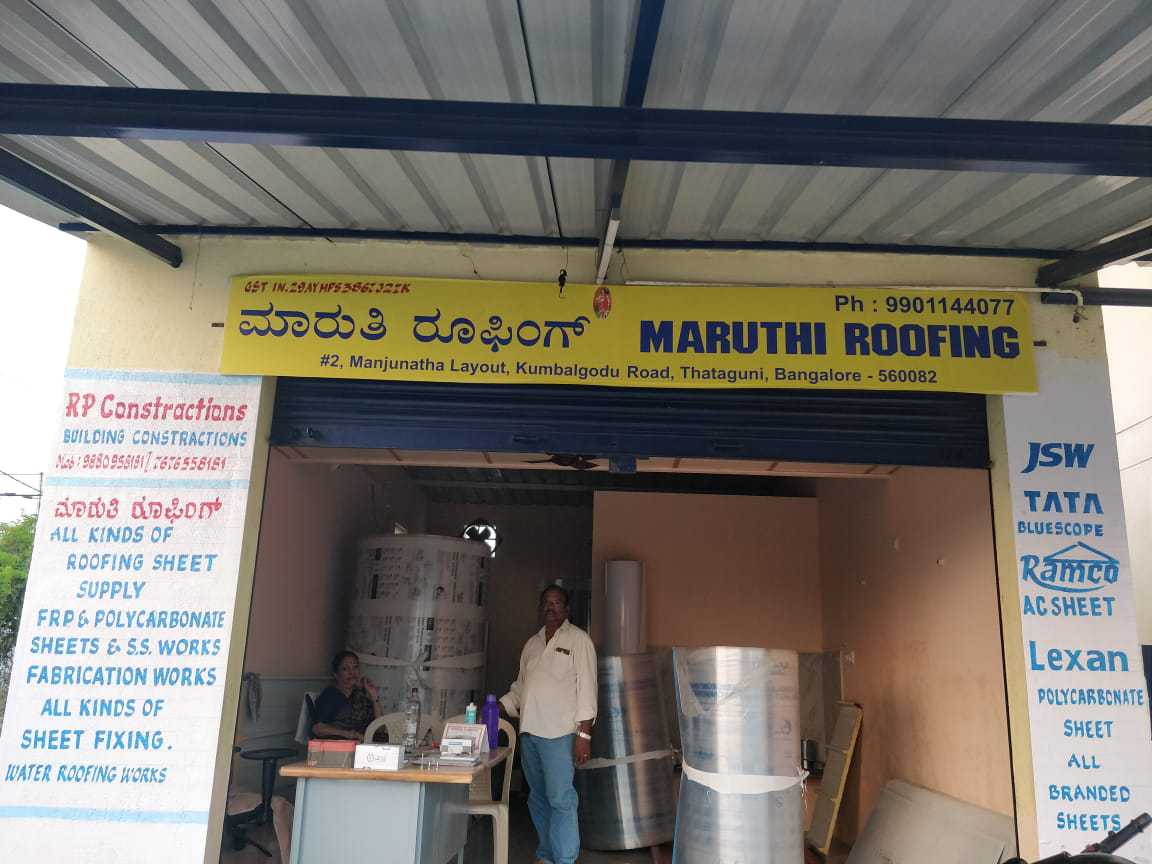 GST IN.29AYHPS3867J2ZK
Ph : 9901144077
ಮಾರುತಿ ರೂಫಿಂಗ್ MARUTHI ROOFING
#2, Manjunatha Layout, Kumbalgodu Road, Thataguni, Bangalore - 560082
RP Constractions
BUILDING CONSTRACTIONS
Mob : 9880958181 / 7676558181
ಮಾರುತಿ ರೂಫಿಂಗ್
ALL KINDS OF
ROOFING SHEET
SUPPLY
FRP & POLYCARBONATE
SHEETS & S.S. WORKS
FABRICATION WORKS
ALL KINDS OF
SHEET FIXING.
WATER ROOFING WORKS
JSW
TATA
BLUESCOPE
Ramco
AC SHEET
Lexan
POLYCARBONATE
SHEET
ALL
BRANDED
SHEETS